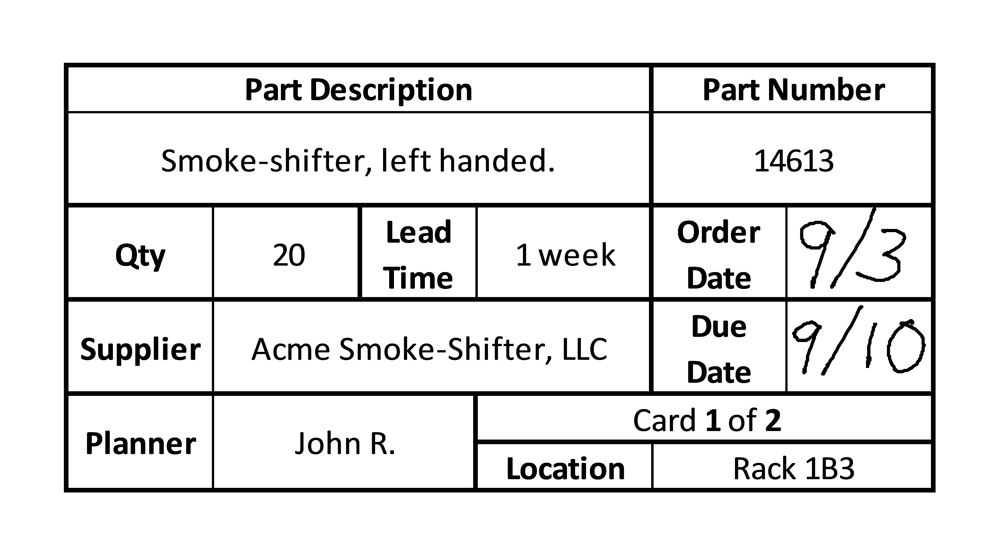 Part Description Part Number
Smoke-shifter, left handed. 14613
Qty 20 Lead Time 1 week Order Date 9/3
Supplier Acme Smoke-Shifter, LLC Due Date 9/10
Planner John R. Card 1 of 2
Location Rack 1B3